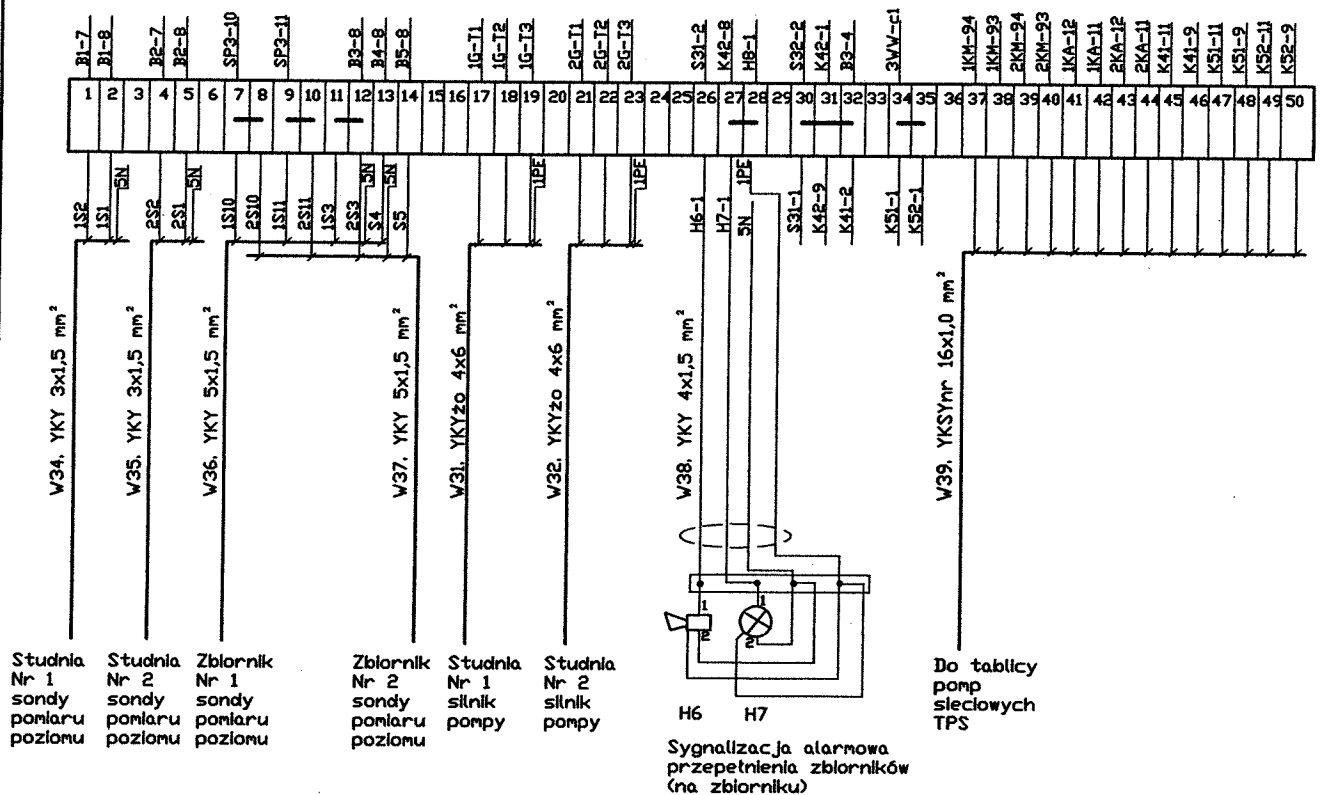 B1-7
B1-8
B2-7
B2-8
SP3-10
SP3-11
B3-8
B4-8
B5-8
1G-T1
1G-T2
1G-T3
2G-T1
2G-T2
2G-T3
S31-2
K42-8
H8-1
S32-2
K42-1
B3-4
3WW-c1
1KM-94
1KM-93
2KM-94
2KM-93
1KA-12
1KA-11
2KA-12
2KA-11
K41-11
K41-9
K51-11
K51-9
K52-11
K52-9
1 2 3 4 5 6 7 8 9 10 11 12 13 14 15 16 17 18 19 20 21 22 23 24 25 26 27 28 29 30 31 32 33 34 35 36 37 38 39 40 41 42 43 44 45 46 47 48 49 50
1S2
1S1
5N
2S2
2S1
5N
1S10
2S10
1S11
2S11
1S3
2S3
5N
S4
5N
S5
1PE
1PE
H6-1
H7-1
5N
1PE
S31-1
K42-9
K41-2
K51-1
K52-1
W34. YKY 3x1,5 mm²
W35. YKY 3x1,5 mm²
W36. YKY 5x1,5 mm²
W37. YKY 5x1,5 mm²
W31. YKYżo 4x6 mm²
W32. YKYżo 4x6 mm²
W38. YKY 4x1,5 mm²
W39. YKSYnr 16x1,0 mm²
1
2
1
2
Studnia
Nr 1
sondy
pomiaru
poziomu
Studnia
Nr 2
sondy
pomiaru
poziomu
Zbiornik
Nr 1
sondy
pomiaru
poziomu
Zbiornik
Nr 2
sondy
pomiaru
poziomu
Studnia
Nr 1
silnik
pompy
Studnia
Nr 2
silnik
pompy
H6
H7
Sygnalizacja alarmowa
przepełnienia zbiorników
(na zbiorniku)
Do tablicy
pomp
sieciowych
TPS